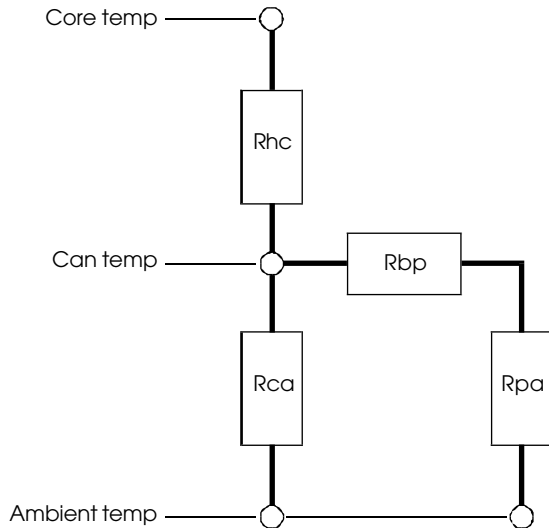 Core temp
Rhc
Can temp
Rbp
Rca
Rpa
Ambient temp